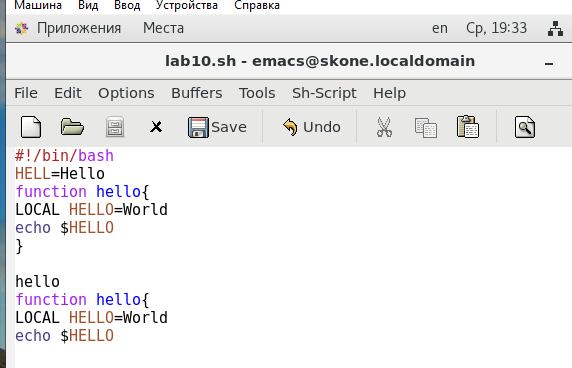 Машина Вид Ввод Устройства Справка
Приложения Места en Ср, 19:33
lab10.sh - emacs@skone.localdomain
File Edit Options Buffers Tools Sh-Script Help
Save Undo
#!/bin/bash
HELL=Hello
function hello{
LOCAL HELLO=World
echo $HELLO
}
hello
function hello{
LOCAL HELLO=World
echo $HELLO